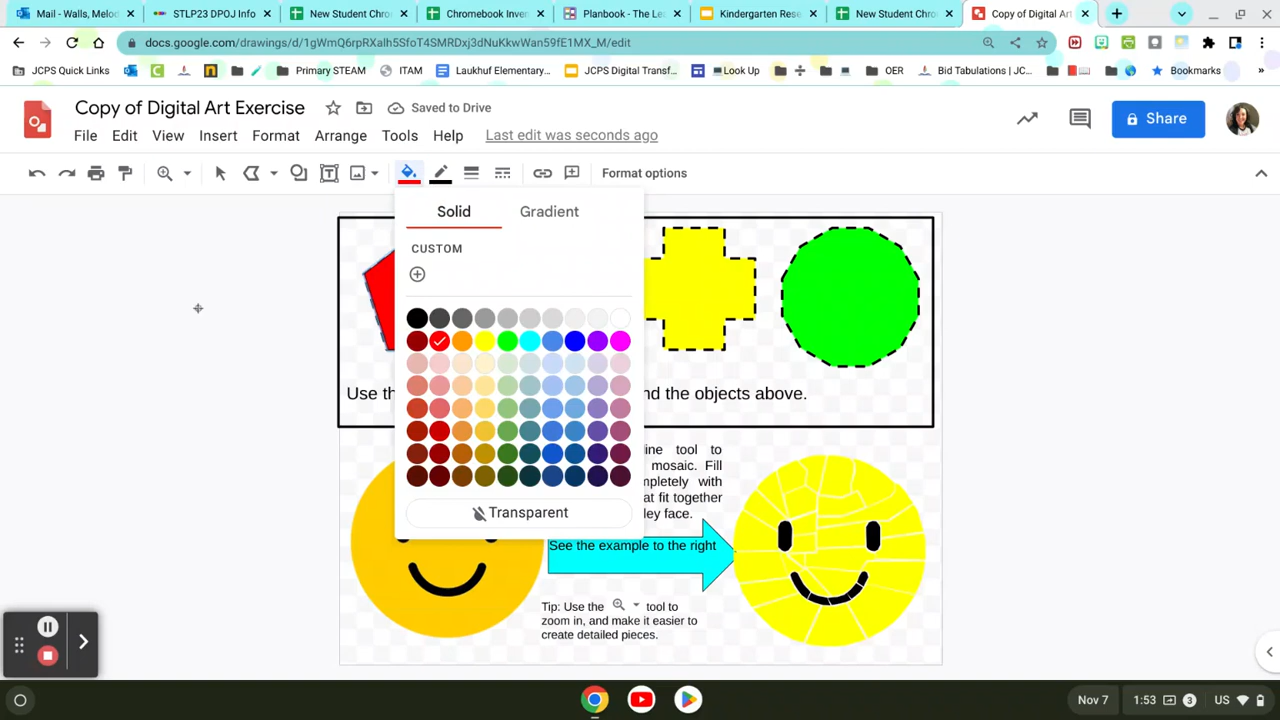 Mail - Walls, Melod
STLP23 DPOJ Info
New Student Chro
Chromebook Inven
Planbook - The Le
Kindergarten Rese
New Student Chro
Copy of Digital Art
docs.google.com/drawings/d/1gWmQ6rpRXalh5SfoT4SMRDxj3dNuKkwWan59fE1MX_M/edit
JCPS Quick Links
Primary STEAM
ITAM
Laukhuf Elementary...
JCPS Digital Transf...
Look Up
OER
Bid Tabulations | JC...
Bookmarks
»
Copy of Digital Art Exercise
Saved to Drive
File Edit View Insert Format Arrange Tools Help Last edit was seconds ago
Share
Format options
Solid Gradient
CUSTOM
Transparent
Use th
nd the objects above.
line tool to
mosaic. Fill
pletely with
at fit together
ley face.
See the example to the right
Tip: Use the tool to
zoom in, and make it easier to
create detailed pieces.
Nov 7
1:53
3
US